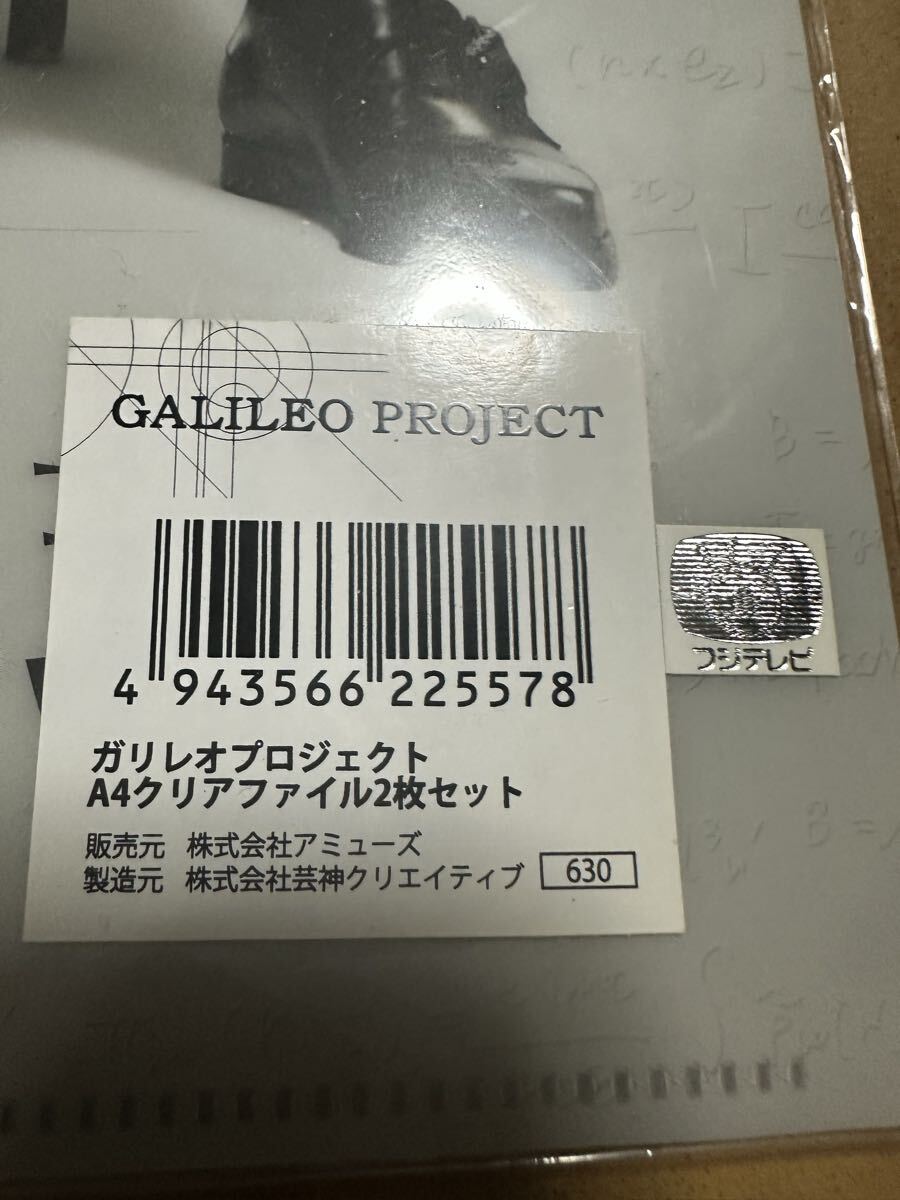 (n×e₂)
GALILEO PROJECT
B =
フジテレビ
4 943566 225578
ガリレオプロジェクト
A4クリアファイル2枚セット
販売元 株式会社アミューズ
製造元 株式会社芸神クリエイティブ 630